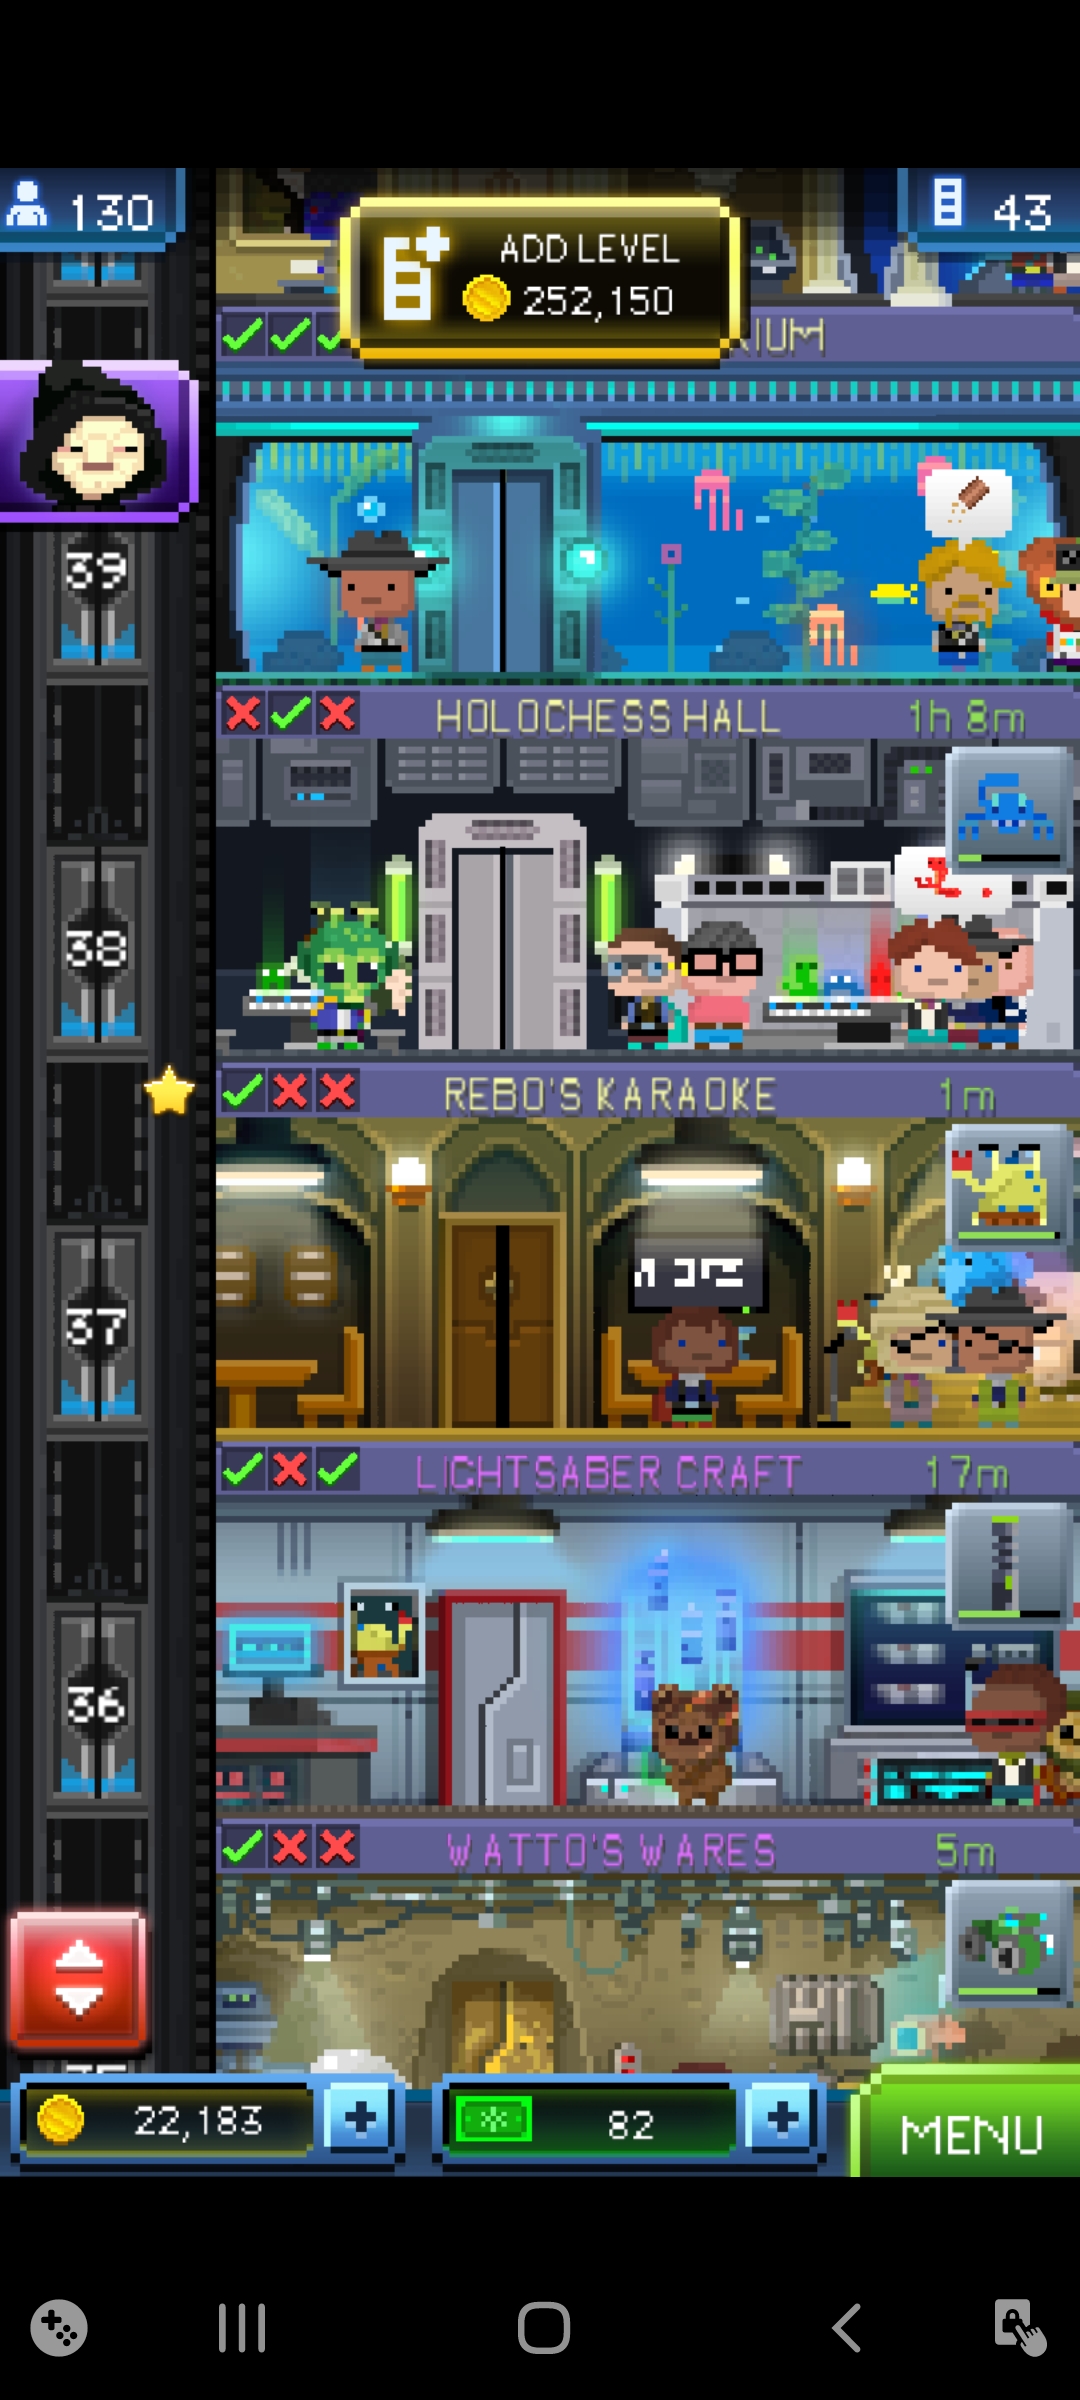 130
ADD LEVEL
252,150
43
RIUM
39
HOLOCHESS HALL 1h 8m
38
REBO'S KARAOKE 1m
37
LIGHTSABER CRAFT 17m
36
WATTO'S WARES 5m
22,183
82
MENU